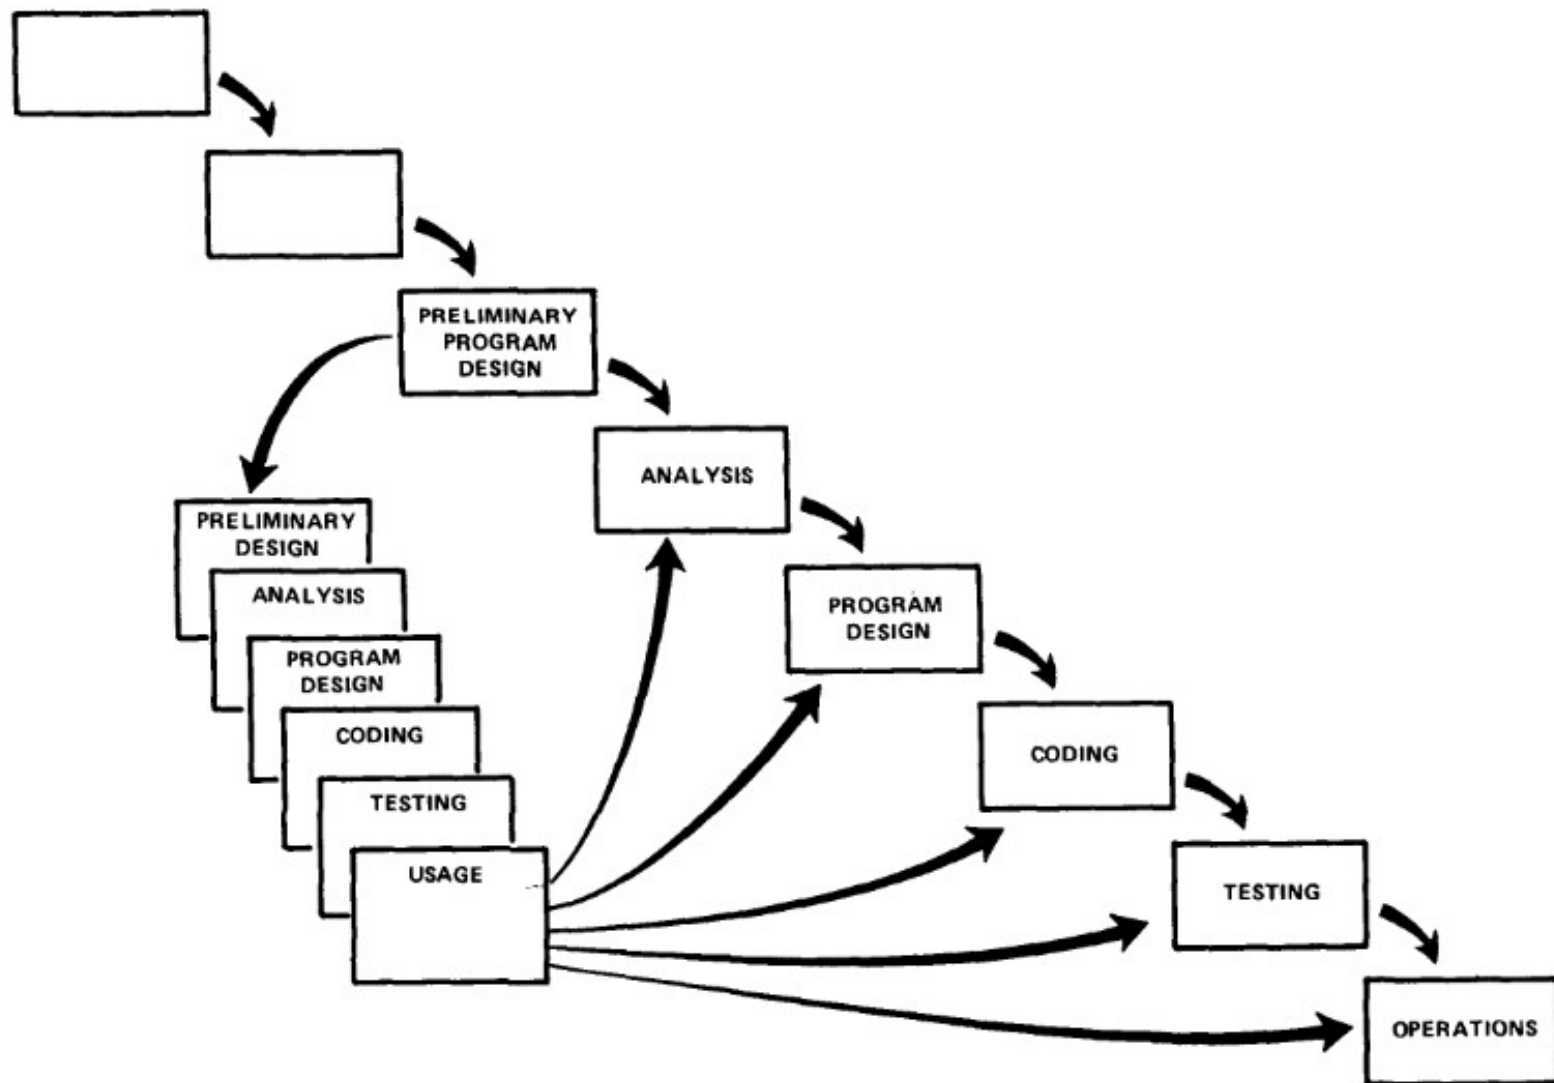 PRELIMINARY
PROGRAM
DESIGN
ANALYSIS
PROGRAM
DESIGN
CODING
TESTING
OPERATIONS
PRELIMINARY
DESIGN
ANALYSIS
PROGRAM
DESIGN
CODING
TESTING
USAGE